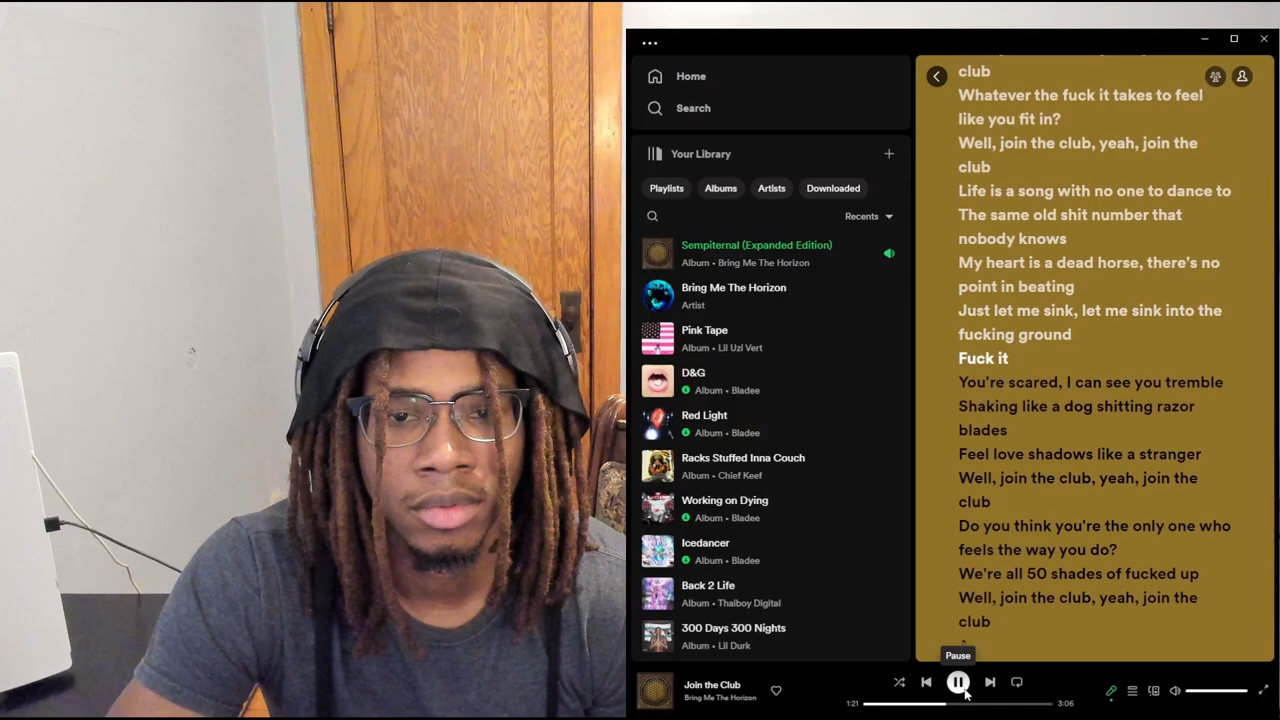 Home
Search
Your Library
Playlists
Albums
Artists
Downloaded
Recents
Sempiternal (Expanded Edition)
Album • Bring Me The Horizon
Bring Me The Horizon
Artist
Pink Tape
Album • Lil Uzi Vert
D&G
Album • Bladee
Red Light
Album • Bladee
Racks Stuffed Inna Couch
Album • Chief Keef
Working on Dying
Album • Bladee
Icedancer
Album • Bladee
Back 2 Life
Album • Thaiboy Digital
300 Days 300 Nights
Album • Lil Durk
club
Whatever the fuck it takes to feel
like you fit in?
Well, join the club, yeah, join the
club
Life is a song with no one to dance to
The same old shit number that
nobody knows
My heart is a dead horse, there's no
point in beating
Just let me sink, let me sink into the
fucking ground
Fuck it
You're scared, I can see you tremble
Shaking like a dog shitting razor
blades
Feel love shadows like a stranger
Well, join the club, yeah, join the
club
Do you think you're the only one who
feels the way you do?
We're all 50 shades of fucked up
Well, join the club, yeah, join the
club
Pause
Join the Club
Bring Me The Horizon
1:21
3:06